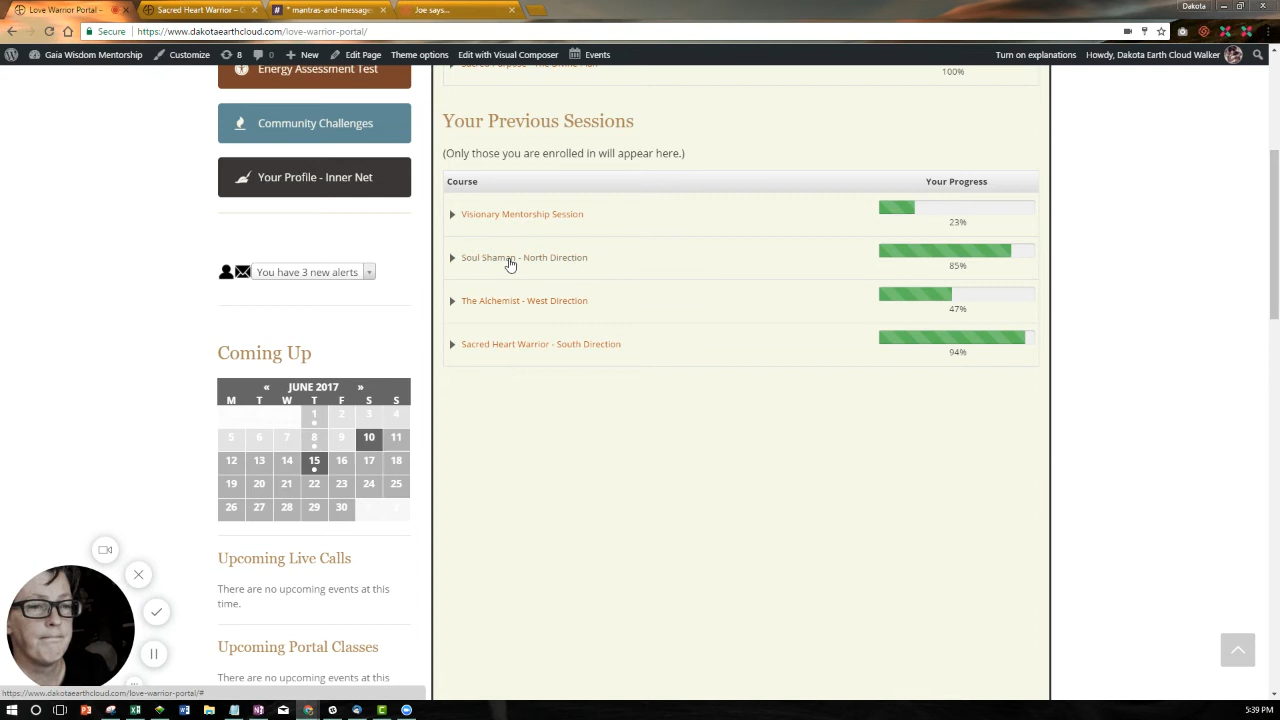 Love Warrior Portal -
Sacred Heart Warrior – G
* mantras-and-message
Joe says...
Dakota
Secure
https://www.dakotaearthcloud.com/love-warrior-portal/
Gaia Wisdom Mentorship
Customize
8
0
New
Edit Page
Theme options
Edit with Visual Composer
Events
Turn on explanations
Howdy, Dakota Earth Cloud Walker
Energy Assessment Test
Community Challenges
Your Profile - Inner Net
You have 3 new alerts
Coming Up
« JUNE 2017 »
M T W T F S S
1 2 3 4
5 6 7 8 9 10 11
12 13 14 15 16 17 18
19 20 21 22 23 24 25
26 27 28 29 30 1 2
Upcoming Live Calls
There are no upcoming events at this
time.
Upcoming Portal Classes
There are no upcoming events at this
100%
Your Previous Sessions
(Only those you are enrolled in will appear here.)
Course Your Progress
Visionary Mentorship Session
23%
Soul Shaman - North Direction
85%
The Alchemist - West Direction
47%
Sacred Heart Warrior - South Direction
94%
https://www.dakotaearthcloud.com/love-warrior-portal/#
5:39 PM